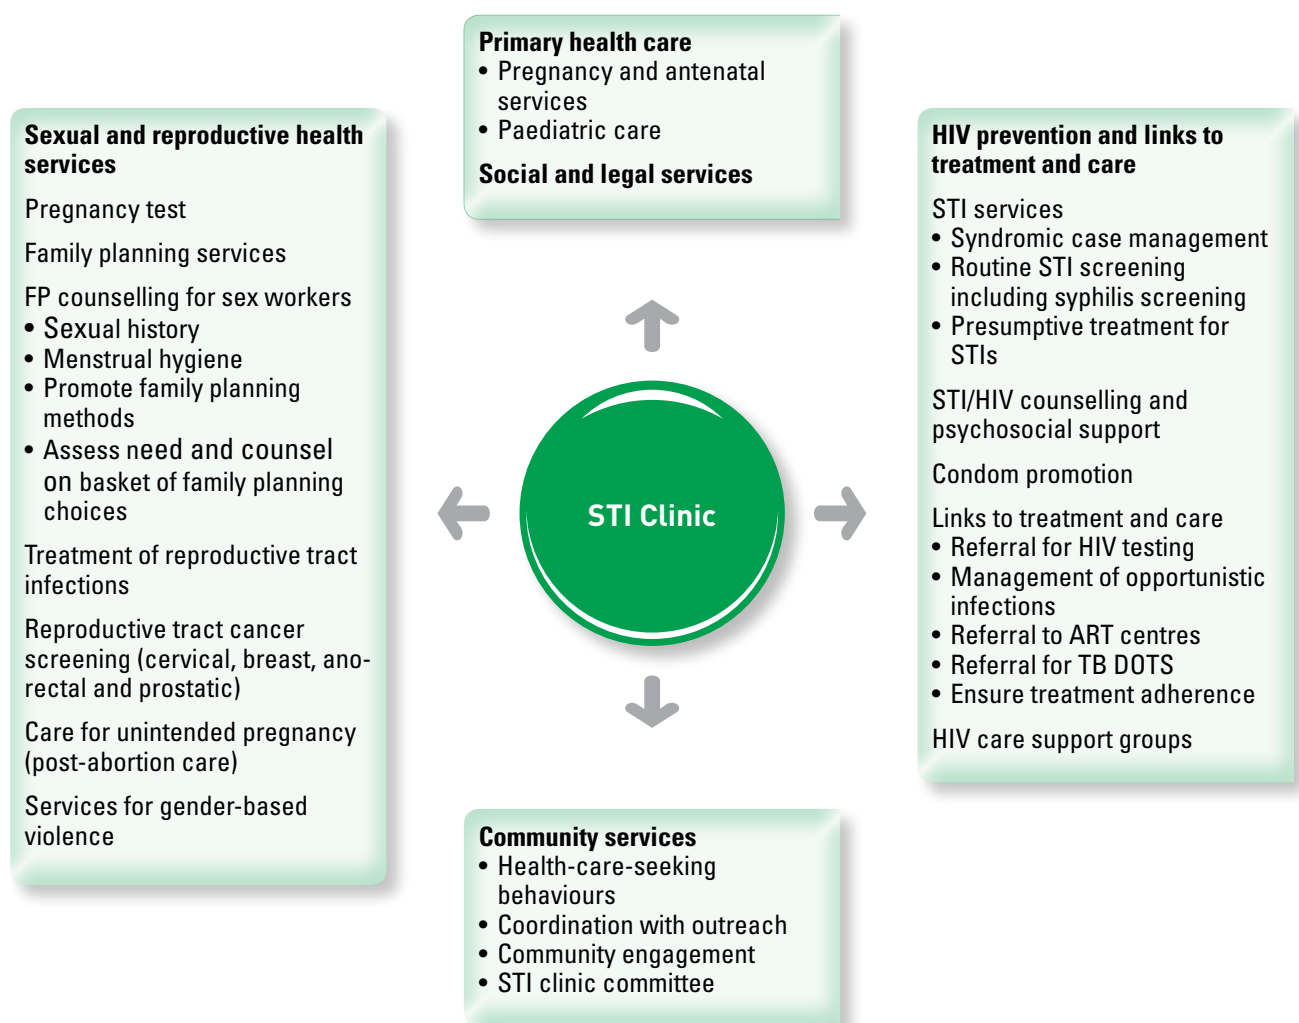 Primary health care
• Pregnancy and antenatal
services
• Paediatric care
Social and legal services
Sexual and reproductive health
services
Pregnancy test
Family planning services
FP counselling for sex workers
• Sexual history
• Menstrual hygiene
• Promote family planning
methods
• Assess need and counsel
on basket of family planning
choices
Treatment of reproductive tract
infections
Reproductive tract cancer
screening (cervical, breast, ano-
rectal and prostatic)
Care for unintended pregnancy
(post-abortion care)
Services for gender-based
violence
STI Clinic
HIV prevention and links to
treatment and care
STI services
• Syndromic case management
• Routine STI screening
including syphilis screening
• Presumptive treatment for
STIs
STI/HIV counselling and
psychosocial support
Condom promotion
Links to treatment and care
• Referral for HIV testing
• Management of opportunistic
infections
• Referral to ART centres
• Referral for TB DOTS
• Ensure treatment adherence
HIV care support groups
Community services
• Health-care-seeking
behaviours
• Coordination with outreach
• Community engagement
• STI clinic committee